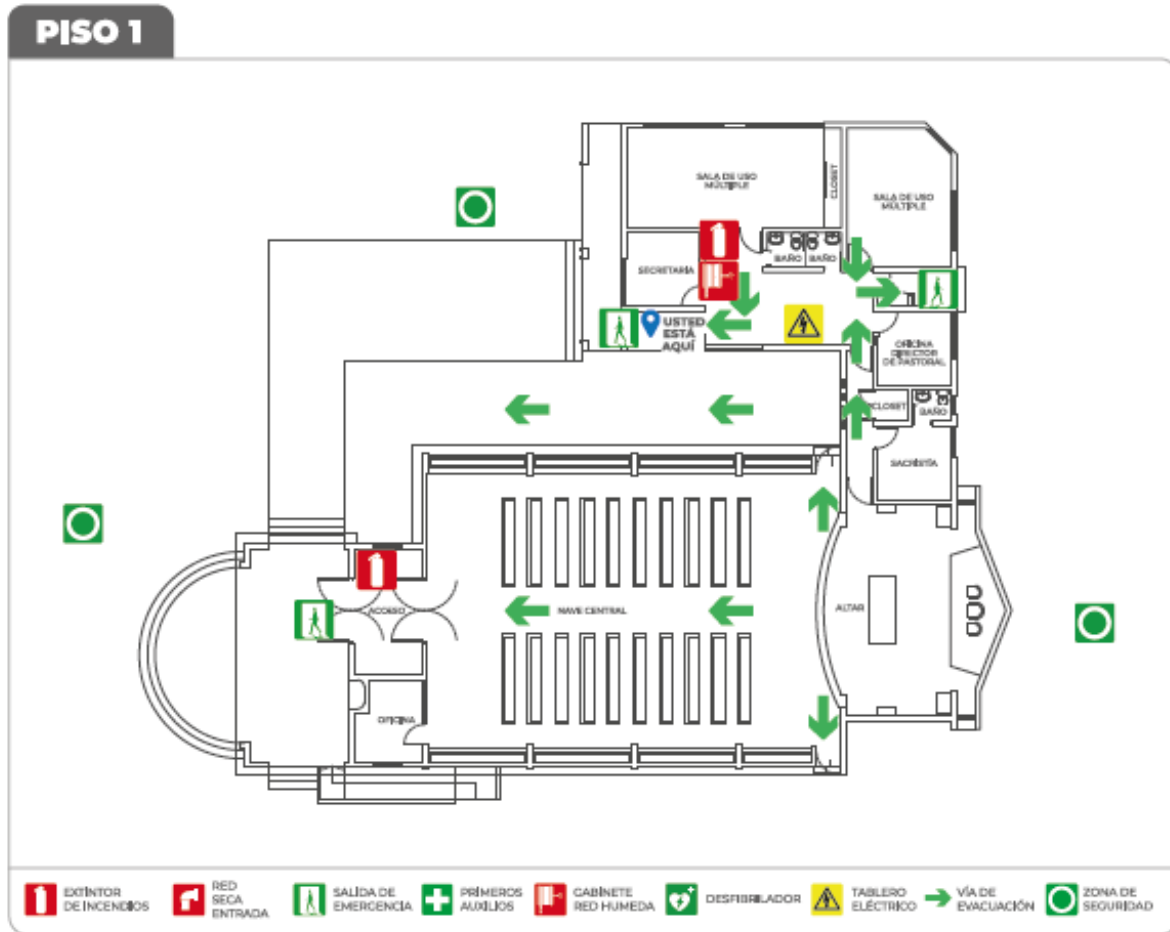 PISO 1
SALA DE USO
MÚLTIPLE
CLOSET
SALA DE USO
MÚLTIPLE
SECRETARÍA
BAÑO
BAÑO
USTED
ESTÁ
AQUÍ
OFICINA
DIRECTOR
DE PASTORAL
CLOSET
BAÑO
SACRISTÍA
ACCESO
NAVE CENTRAL
ALTAR
OFICINA
EXTINTOR
DE INCENDIOS
RED
SECA
ENTRADA
SALIDA DE
EMERGENCIA
PRIMEROS
AUXILIOS
GABINETE
RED HUMEDA
DESFIBRILADOR
TABLERO
ELÉCTRICO
VÍA DE
EVACUACIÓN
ZONA DE
SEGURIDAD